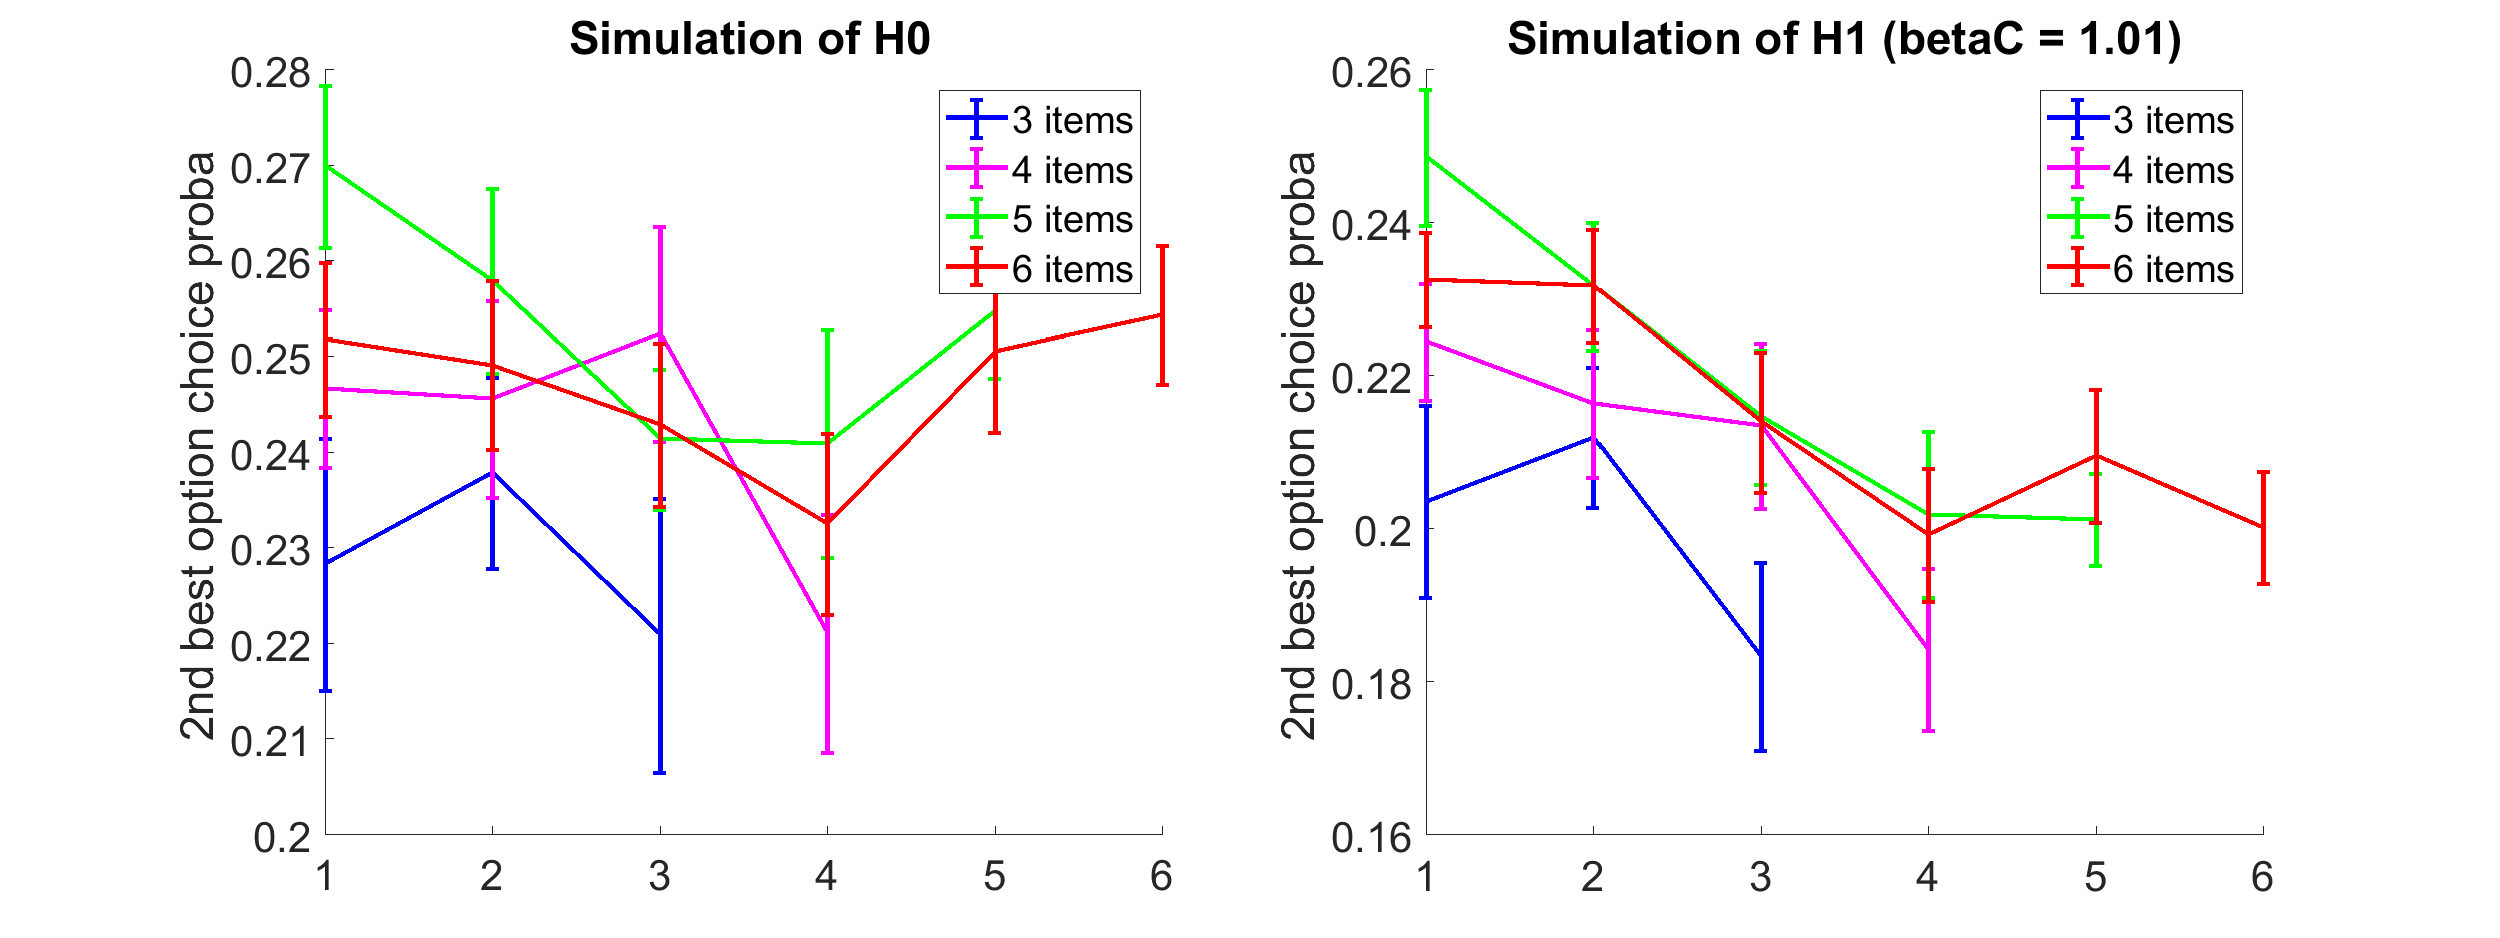 Simulation of H0
2nd best option choice proba
0.28
0.27
0.26
0.25
0.24
0.23
0.22
0.21
0.2
1 2 3 4 5 6
3 items
4 items
5 items
6 items
Simulation of H1 (betaC = 1.01)
2nd best option choice proba
0.26
0.24
0.22
0.2
0.18
0.16
1 2 3 4 5 6
3 items
4 items
5 items
6 items